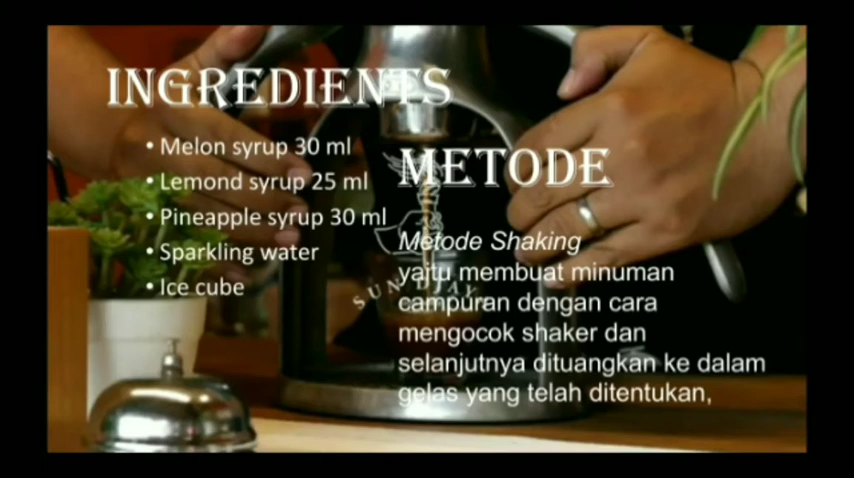 INGREDIENTS
• Melon syrup 30 ml
• Lemond syrup 25 ml
• Pineapple syrup 30 ml
• Sparkling water
• Ice cube
METODE
Metode Shaking
yaitu membuat minuman
campuran dengan cara
mengocok shaker dan
selanjutnya dituangkan ke dalam
gelas yang telah ditentukan,